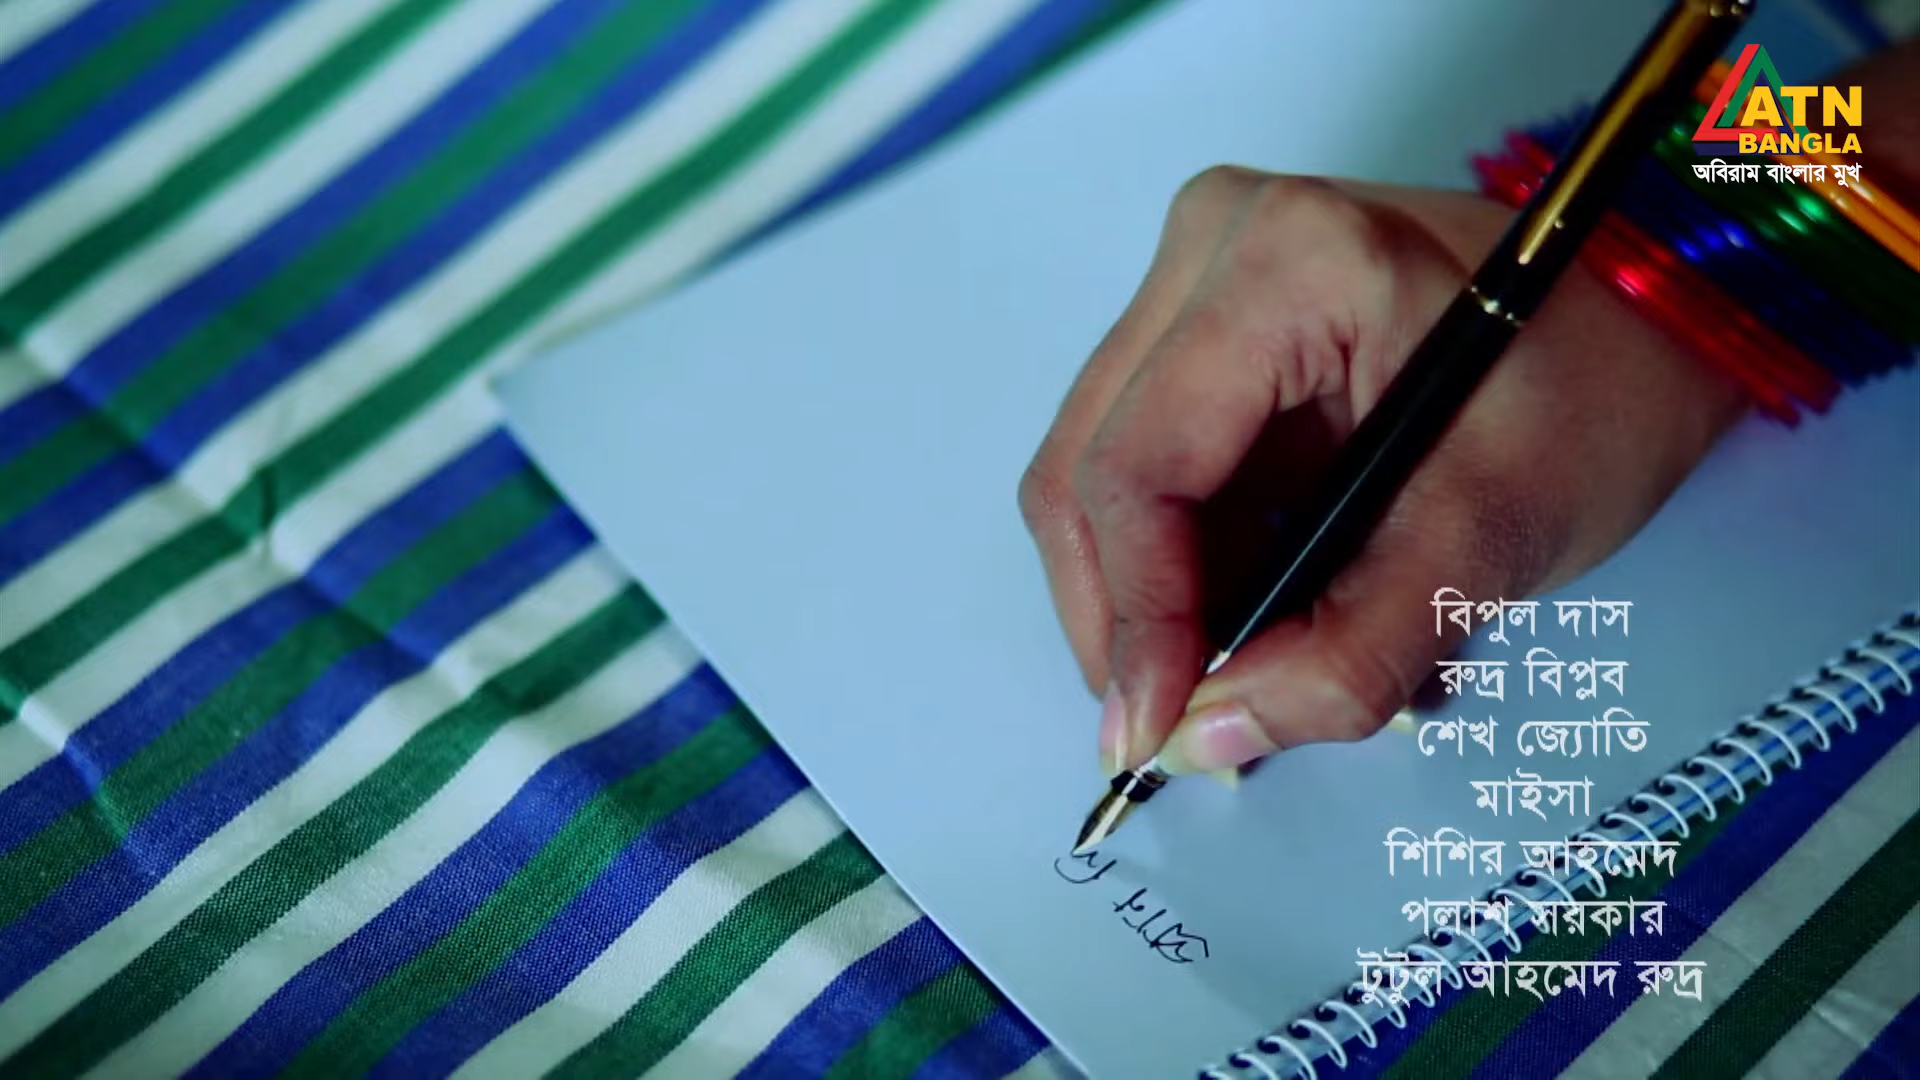 ATN
BANGLA
অবিরাম বাংলার মুখ
বিপুল দাস
রুদ্র বিপ্লব
শেখ জ্যোতি
মাইসা
শিশির আহমেদ
পলাশ সরকার
টুটুল আহমেদ রুদ্র